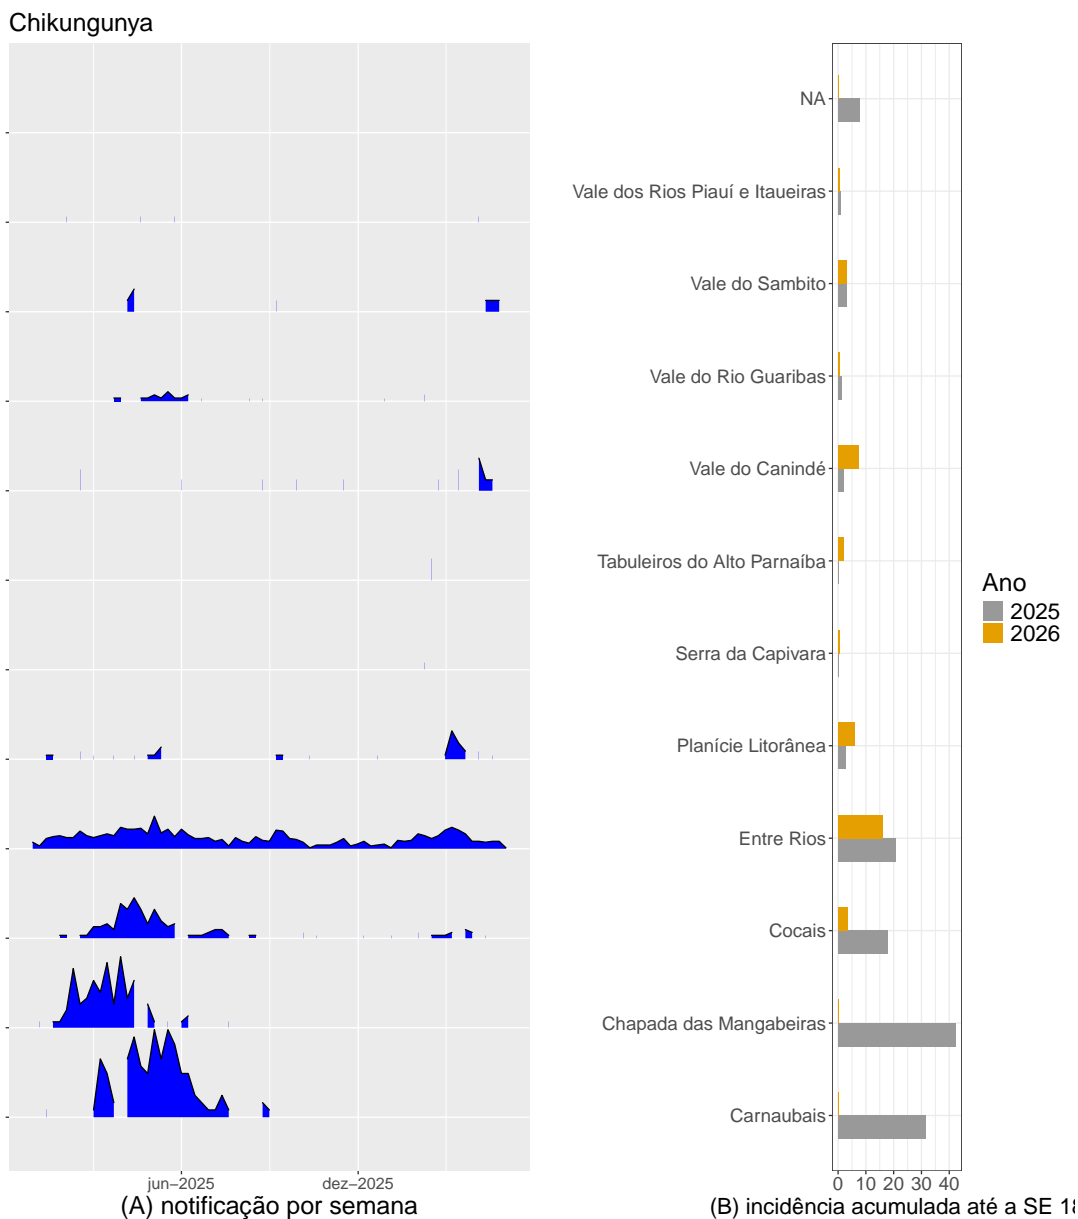 Chikungunya
jun–2025
dez–2025
(A) notificação por semana
NA
Vale dos Rios Piauí e Itaueiras
Vale do Sambito
Vale do Rio Guaribas
Vale do Canindé
Tabuleiros do Alto Parnaíba
Serra da Capivara
Planície Litorânea
Entre Rios
Cocais
Chapada das Mangabeiras
Carnaubais
0 10 20 30 40
(B) incidência acumulada até a SE 18
Ano
2025
2026